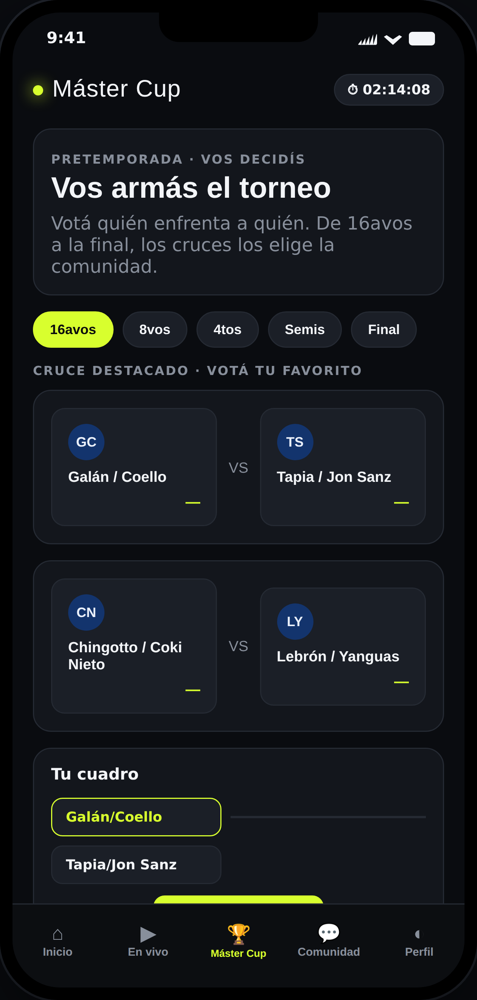 9:41
Máster Cup
⏱ 02:14:08
PRETEMPORADA · VOS DECIDÍS
Vos armás el torneo
Votá quién enfrenta a quién. De 16avos
a la final, los cruces los elige la
comunidad.
16avos 8vos 4tos Semis Final
CRUCE DESTACADO · VOTÁ TU FAVORITO
GC
Galán / Coello
—
VS
TS
Tapia / Jon Sanz
—
CN
Chingotto / Coki
Nieto
—
VS
LY
Lebrón / Yanguas
—
Tu cuadro
Galán/Coello
Tapia/Jon Sanz
Inicio En vivo Máster Cup Comunidad Perfil